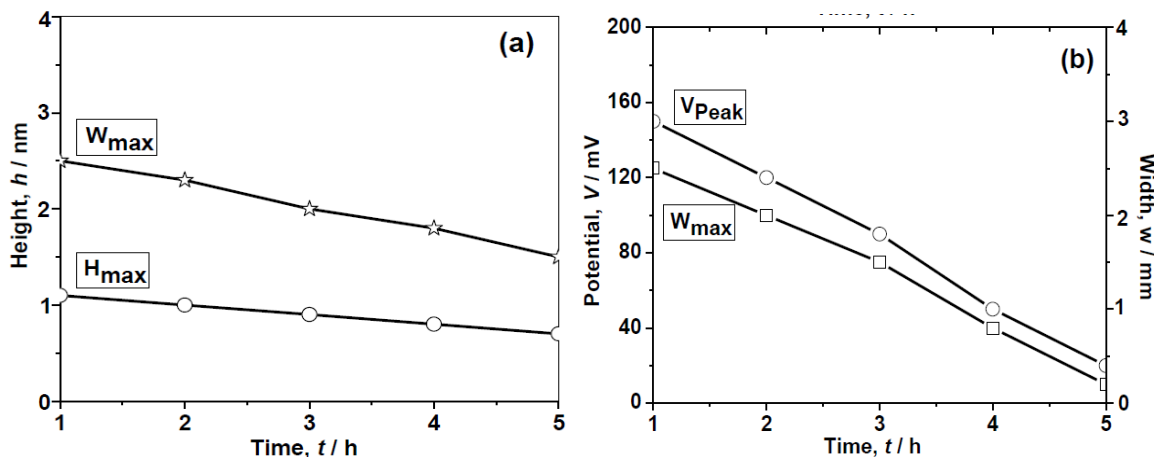 (a)
4
3
2
1
0
Height, h / nm
Wmax
Hmax
1 2 3 4 5
Time, t / h
(b)
200
160
120
80
40
0
Potential, V / mV
VPeak
Wmax
4
3
2
1
0
Width, w / mm
1 2 3 4 5
Time, t / h